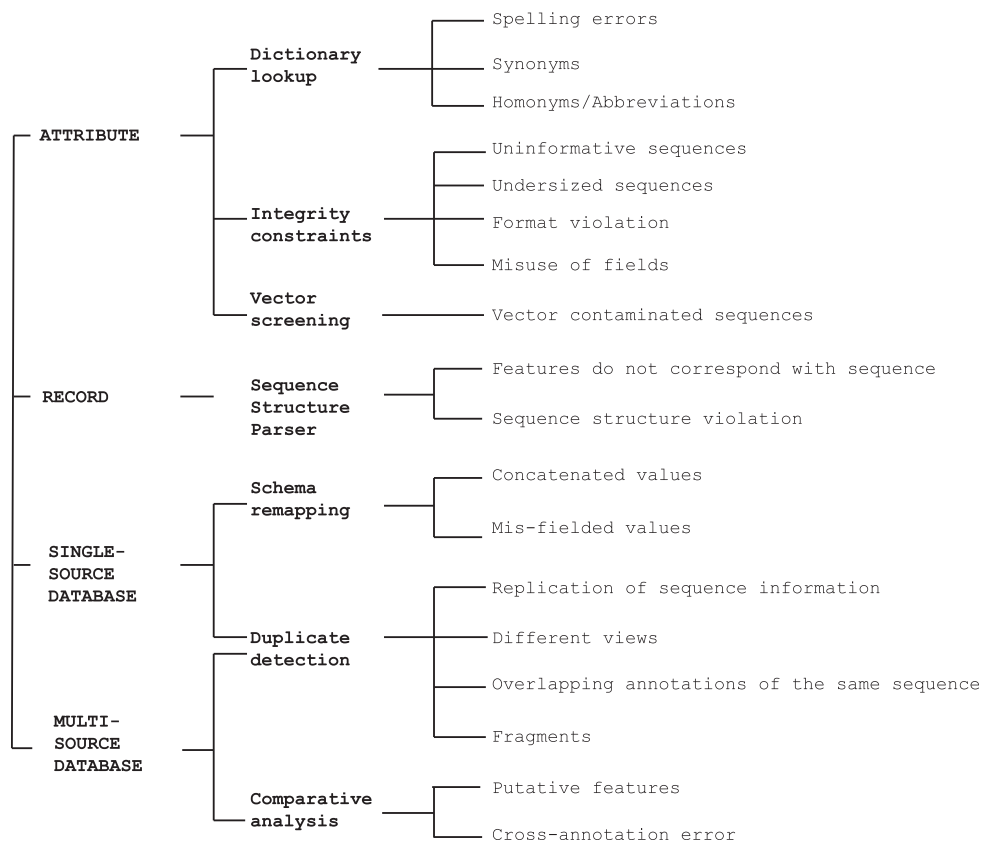 Spelling errors
Dictionary
lookup
Synonyms
Homonyms/Abbreviations
ATTRIBUTE
Uninformative sequences
Undersized sequences
Integrity
constraints
Format violation
Misuse of fields
Vector
screening
Vector contaminated sequences
RECORD
Sequence
Structure
Parser
Features do not correspond with sequence
Sequence structure violation
Schema
remapping
Concatenated values
Mis-fielded values
SINGLE-
SOURCE
DATABASE
Replication of sequence information
Duplicate
detection
Different views
Overlapping annotations of the same sequence
Fragments
MULTI-
SOURCE
DATABASE
Comparative
analysis
Putative features
Cross-annotation error